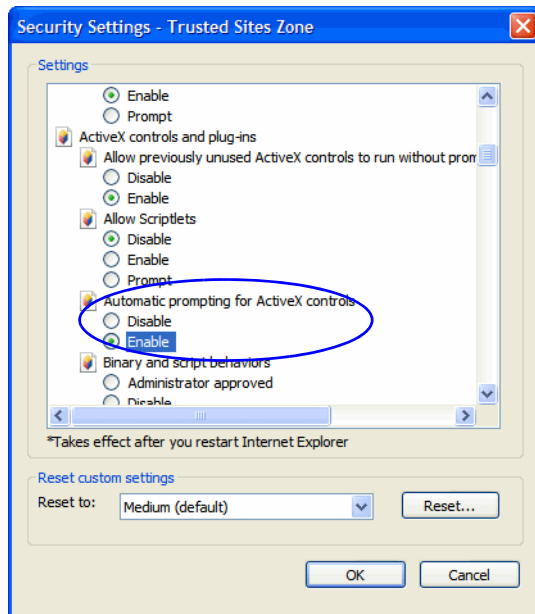 Security Settings - Trusted Sites Zone
Settings
Enable
Prompt
ActiveX controls and plug-ins
Allow previously unused ActiveX controls to run without prom
Disable
Enable
Allow Scriptlets
Disable
Enable
Prompt
Automatic prompting for ActiveX controls
Disable
Enable
Binary and script behaviors
Administrator approved
Disable
*Takes effect after you restart Internet Explorer
Reset custom settings
Reset to: Medium (default) Reset...
OK Cancel